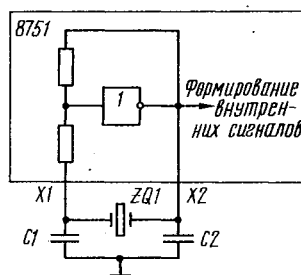 8751
1
Формирование
внутрен-
них сигналов
X1
ZQ1
X2
C1
C2